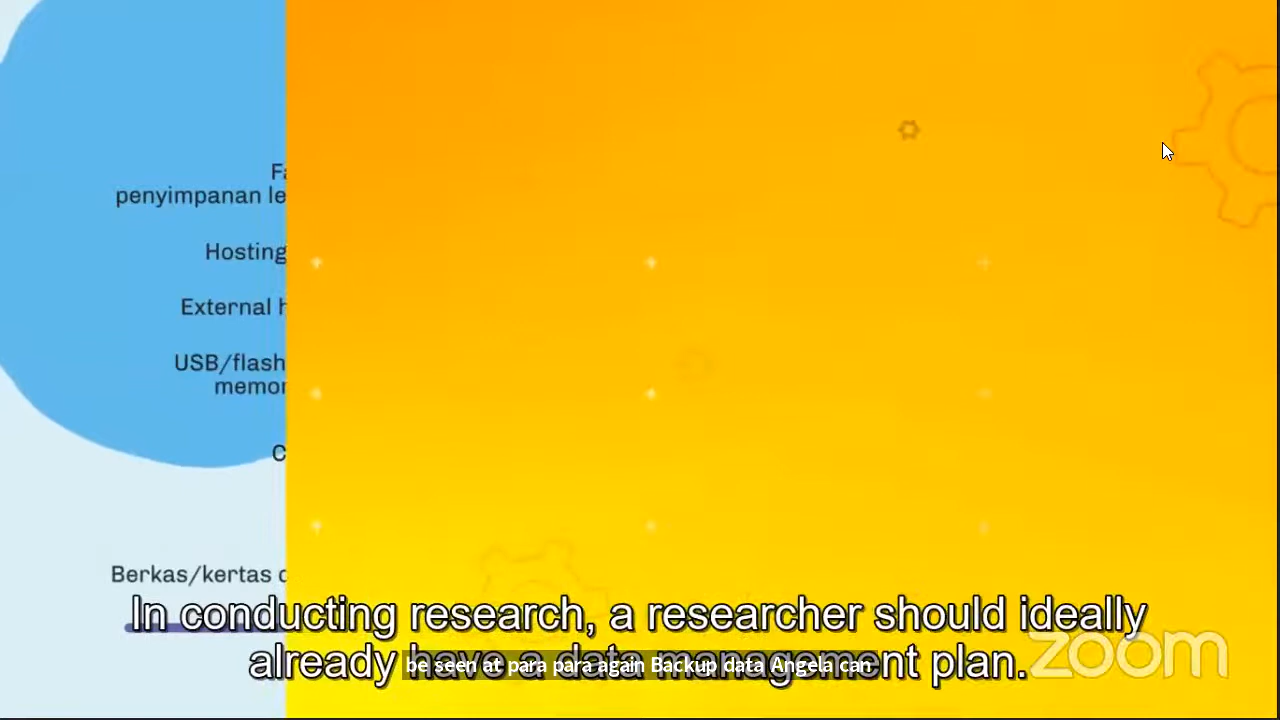 Fa
penyimpanan le
Hosting
External h
USB/flash
memor
C
Berkas/kertas c
In conducting research, a researcher should ideally
already have a data management plan.
be seen at para para again Backup data Angela can
zoom